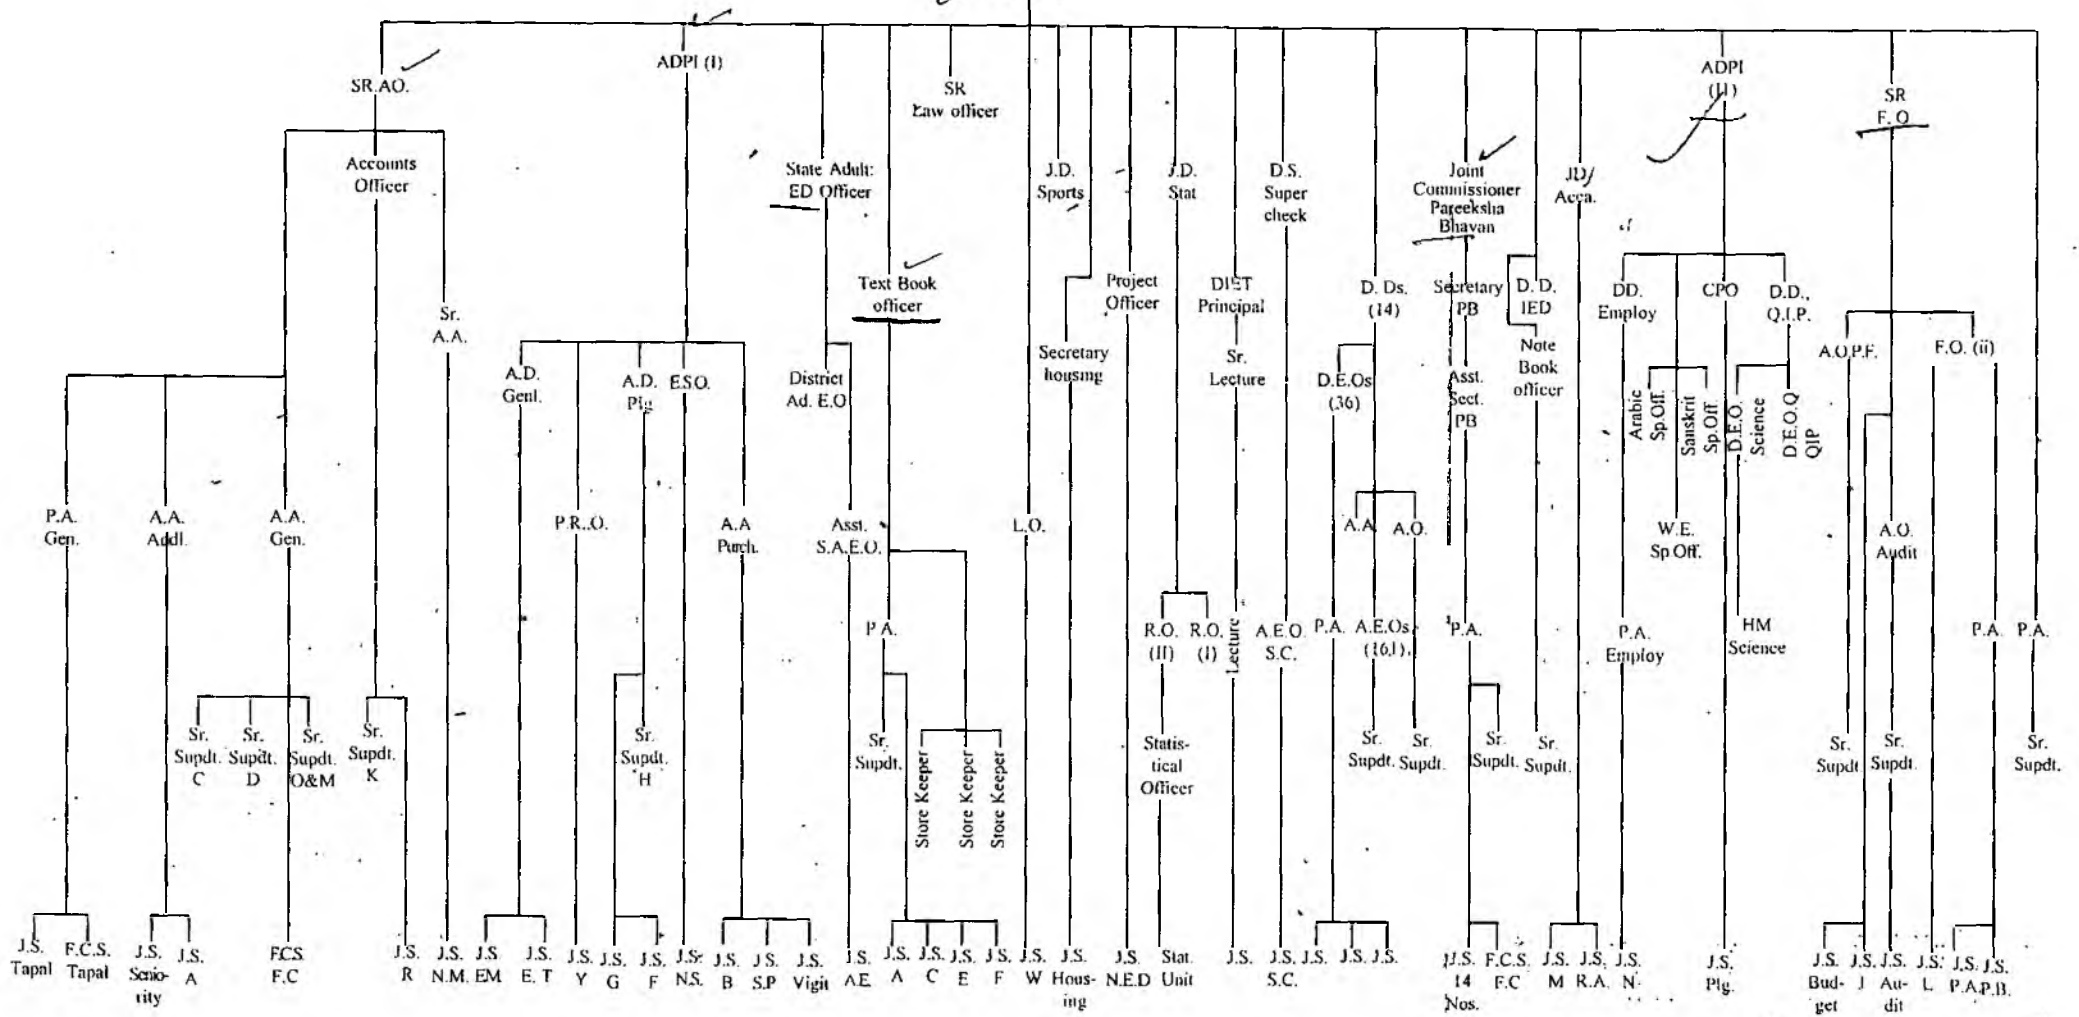 SR.AO.
ADPI (I)
SR
Law officer
ADPI
(II)
SR
F. O
Accounts
Officer
State Adult:
ED Officer
J.D.
Sports
J.D.
Stat
D.S.
Super
check
Joint
Commissioner
Pareeksha
Bhavan
JD/
Acca.
Sr.
A.A.
Text Book
officer
Project
Officer
DIET
Principal
D. Ds.
(14)
Secretary
PB
D. D.
IED
DD.
Employ
CPO
D.D.,
Q.I.P.
Secretary
housing
Sr.
Lecture
Note
Book
officer
A.O.P.F.
F.O. (ii)
A.D.
Genl.
A.D.
Plg
E.S.O.
District
Ad. E.O
D.E.Os
(36)
Asst.
Sect.
PB
Arabic
Sp.Off.
Sanskrit
Sp.Off.
D.E.O.
Science
D.E.O.Q
QIP
P.A.
Gen.
A.A.
Addl.
A.A.
Gen.
P.R..O.
A.A
Purch.
Asst.
S.A.E.O.
L.O.
A.A
A.O.
W.E.
Sp Off.
A.O.
Audit
P.A.
R.O.
(II)
R.O.
(I)
Lecture
A.E.O.
S.C.
P.A.
A.E.Os
(161).
P.A.
P.A.
Employ
HM
Science
P.A.
P.A.
Sr.
Supdt.
C
Sr.
Supdt.
D
Sr.
Supdt.
O&M
Sr.
Supdt.
K
Sr.
Supdt.
H
Sr.
Supdt.
Store Keeper
Store Keeper
Store Keeper
Statis-
tical
Officer
Sr.
Supdt.
Sr.
Supdt.
Sr.
Supdt.
Sr.
Supdt.
Sr.
Supdt.
Sr.
Supdt.
Sr.
Supdt.
J.S.
Tapal
F.C.S.
Tapal
J.S.
Senio-
rity
J.S.
A
F.C.S
F.C
J.S.
R
J.S.
N.M.
J.S.
EM
J.S.
E. T
J.S.
Y
J.S.
G
J.S.
F
J.S.
N.S.
J.S.
B
J.S.
S.P
J.S.
Vigit
J.S.
A.E.
J.S.
A
J.S.
C
J.S.
E
J.S.
F
J.S.
W
J.S.
Hous-
ing
J.S.
N.E.D
Stat.
Unit
J.S.
J.S.
S.C.
J.S.
J.S.
J.S.
J.S.
14
Nos.
F.C.S.
F.C
J.S.
M
J.S.
R.A.
J.S.
N
J.S.
Plg.
J.S.
Bud-
get
J.S.
J
J.S.
Au-
dit
J.S.
L
J.S.
P.A.
J.S.
P.B.